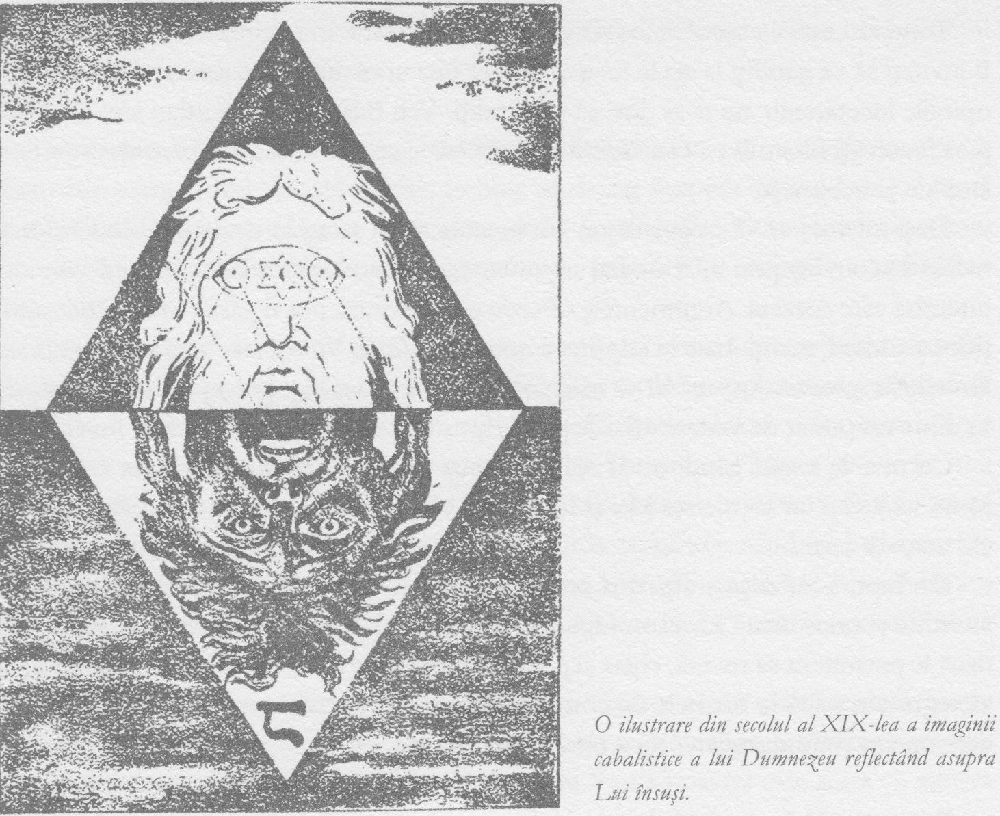 O ilustrare din secolul al XIX-lea a imaginii
cabalistice a lui Dumnezeu reflectând asupra
Lui însuşi.